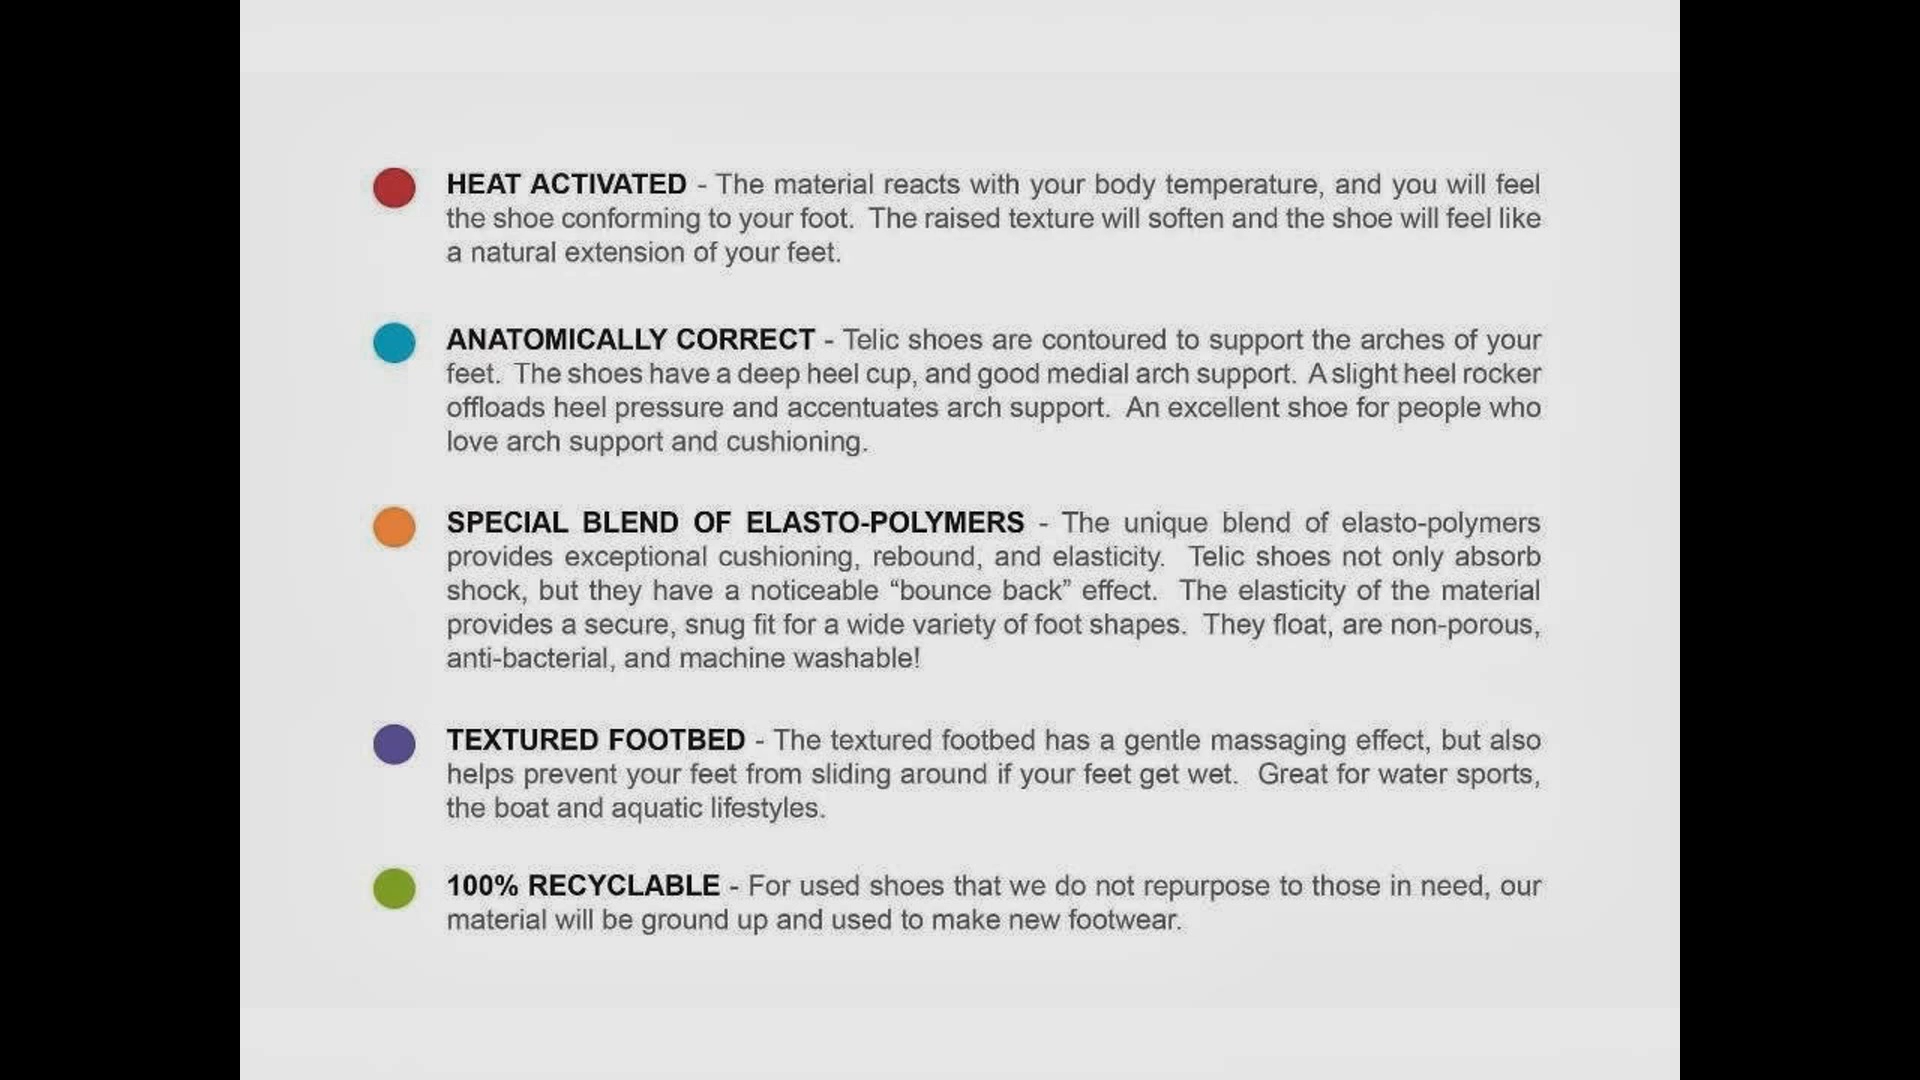 HEAT ACTIVATED - The material reacts with your body temperature, and you will feel
the shoe conforming to your foot. The raised texture will soften and the shoe will feel like
a natural extension of your feet.
ANATOMICALLY CORRECT - Telic shoes are contoured to support the arches of your
feet. The shoes have a deep heel cup, and good medial arch support. A slight heel rocker
offloads heel pressure and accentuates arch support. An excellent shoe for people who
love arch support and cushioning.
SPECIAL BLEND OF ELASTO-POLYMERS - The unique blend of elasto-polymers
provides exceptional cushioning, rebound, and elasticity. Telic shoes not only absorb
shock, but they have a noticeable “bounce back” effect. The elasticity of the material
provides a secure, snug fit for a wide variety of foot shapes. They float, are non-porous,
anti-bacterial, and machine washable!
TEXTURED FOOTBED - The textured footbed has a gentle massaging effect, but also
helps prevent your feet from sliding around if your feet get wet. Great for water sports,
the boat and aquatic lifestyles.
100% RECYCLABLE - For used shoes that we do not repurpose to those in need, our
material will be ground up and used to make new footwear.